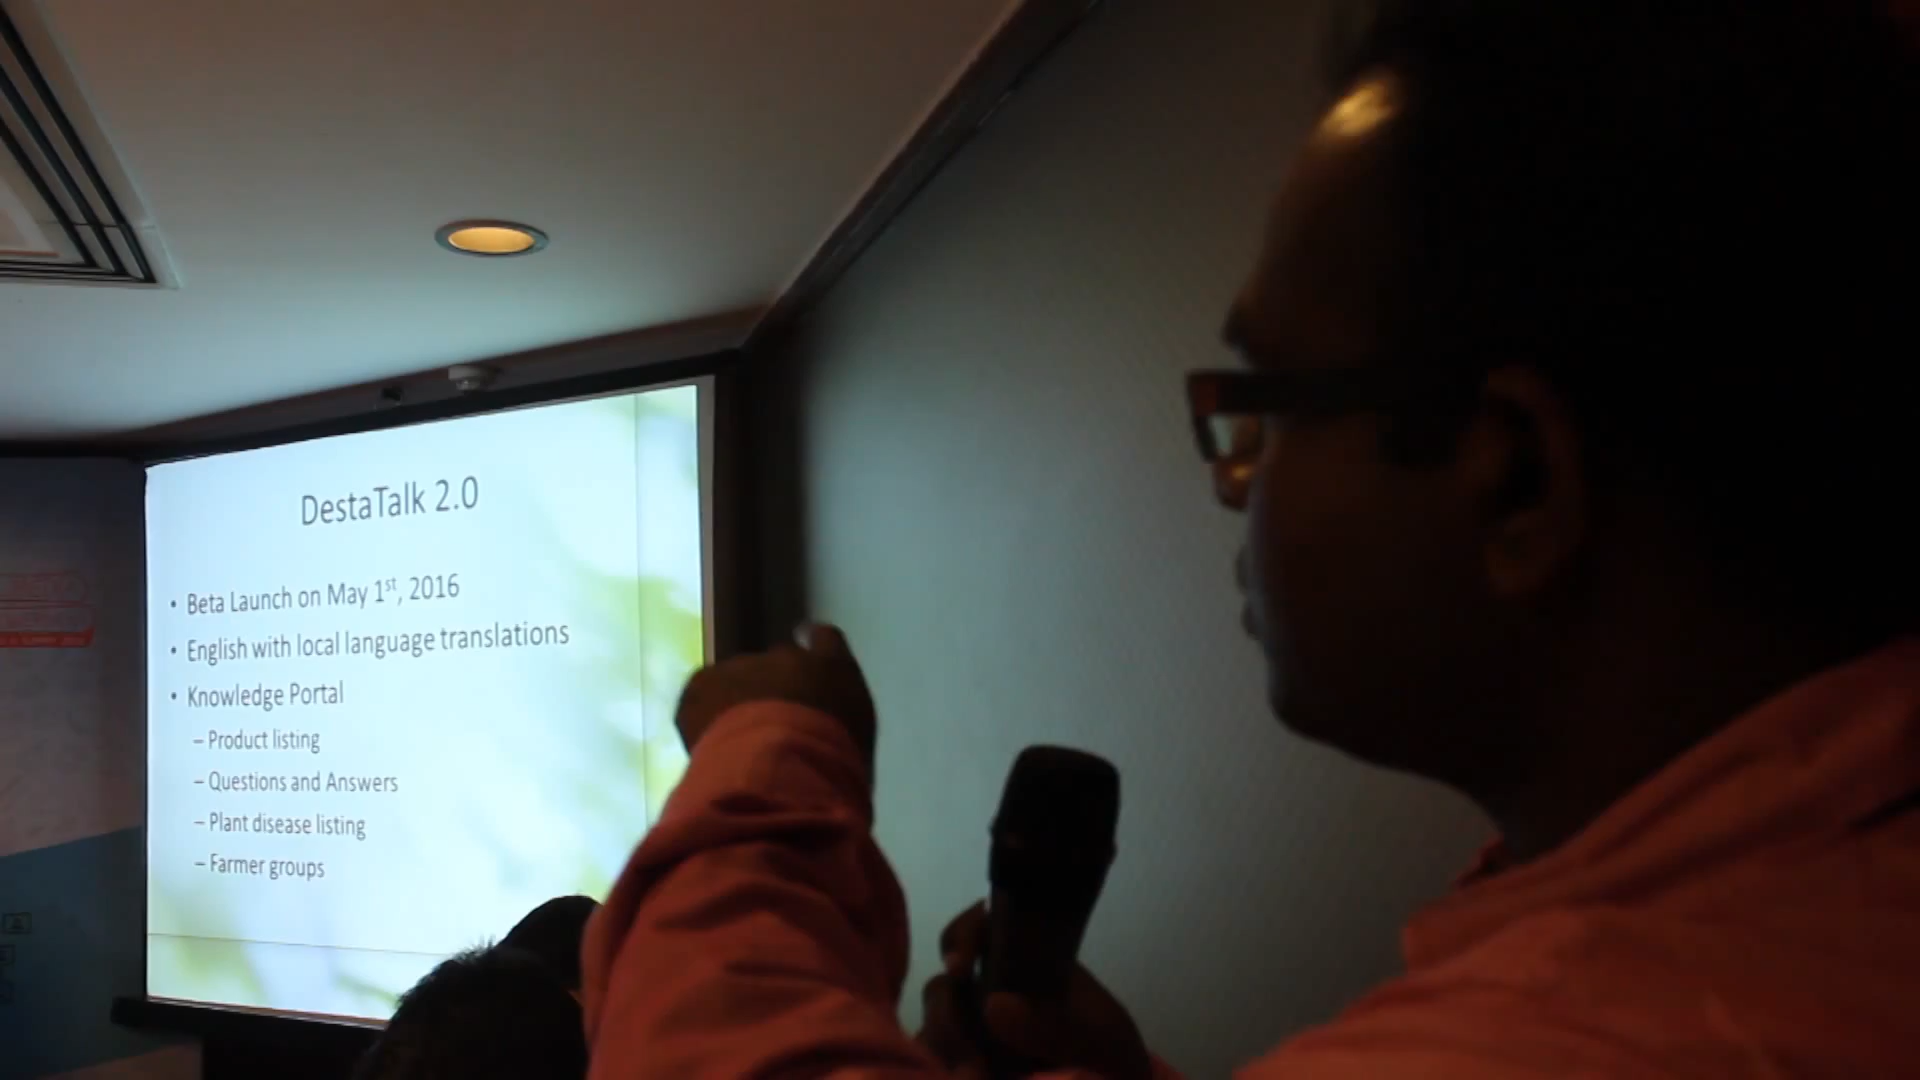 DestaTalk 2.0
• Beta Launch on May 1st, 2016
• English with local language translations
• Knowledge Portal
– Product listing
– Questions and Answers
– Plant disease listing
– Farmer groups